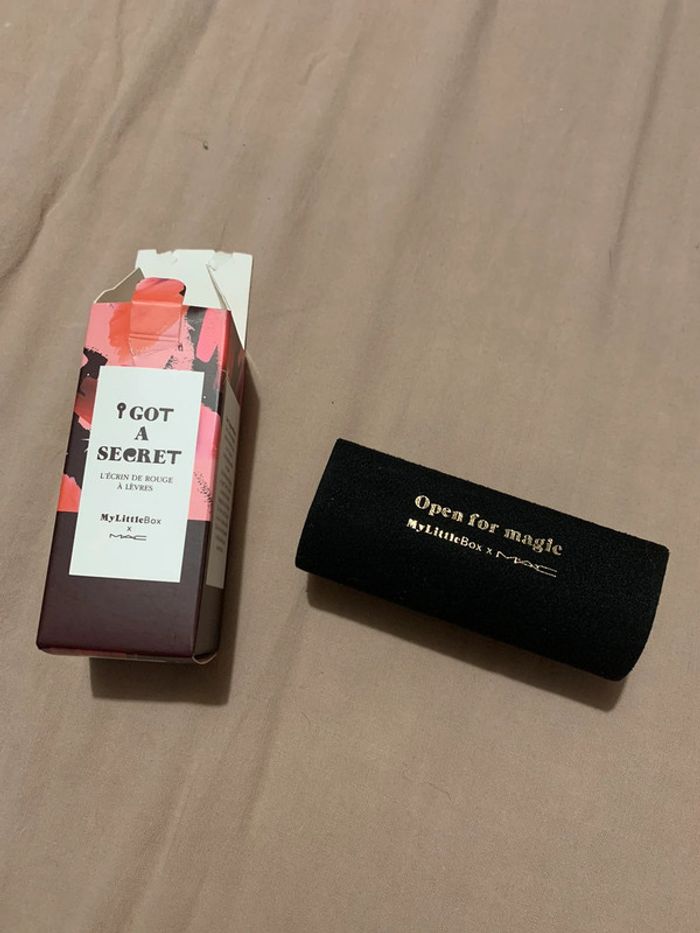 I GOT
A
SECRET
L'ÉCRIN DE ROUGE
À LÈVRES
MyLittleBox
x
MAC
Open for magic
MyLittleBox x MAC